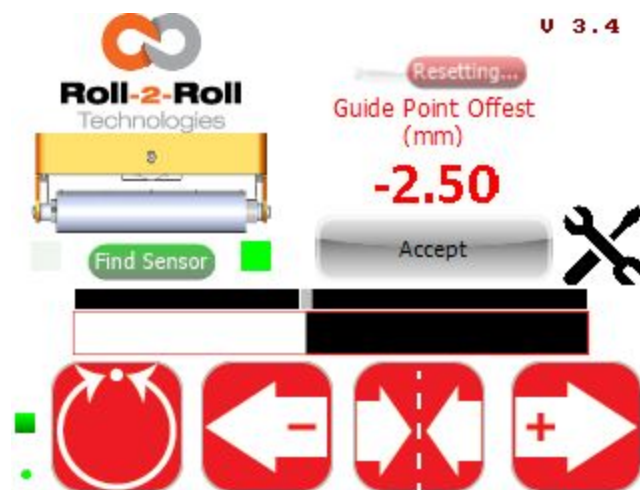 V 3.4
Roll-2-Roll
Technologies
Resetting...
Guide Point Offest
(mm)
-2.50
Accept
Find Sensor
-
+